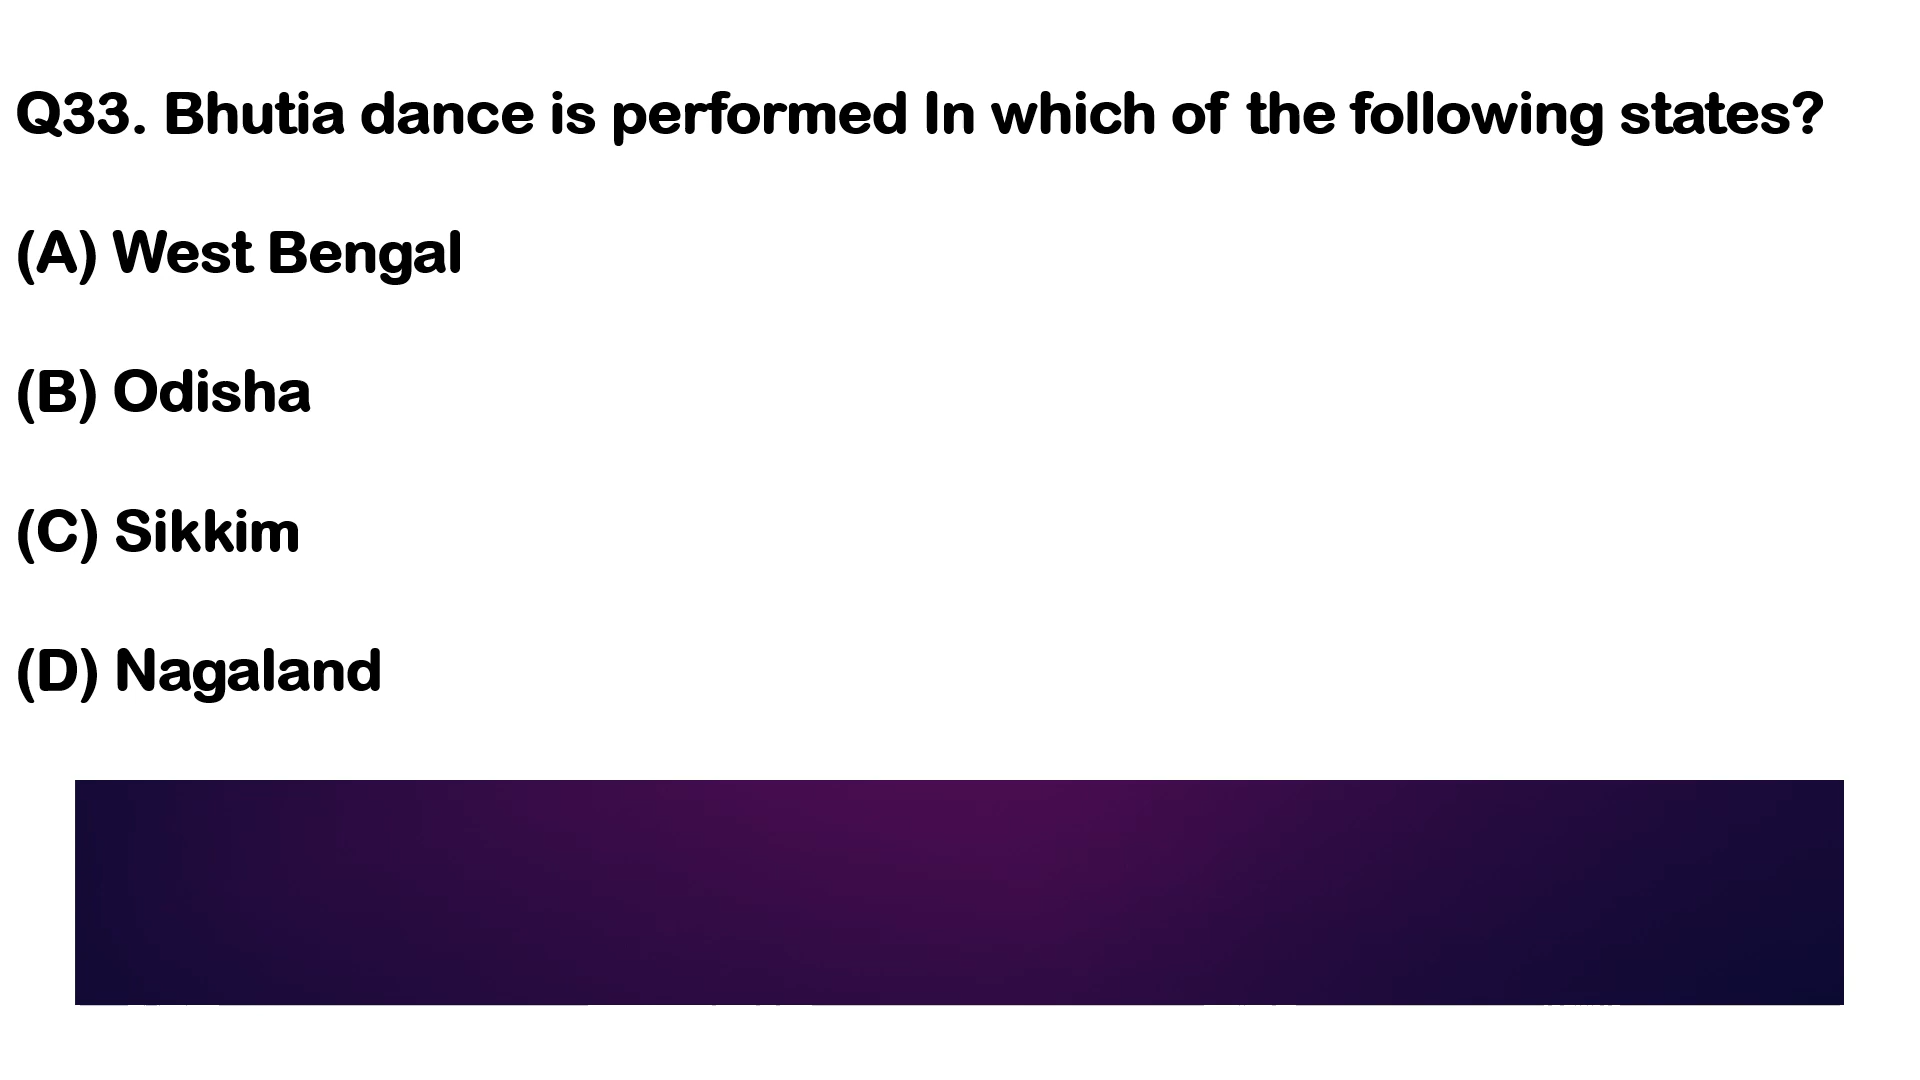 Q33. Bhutia dance is performed In which of the following states?
(A) West Bengal
(B) Odisha
(C) Sikkim
(D) Nagaland